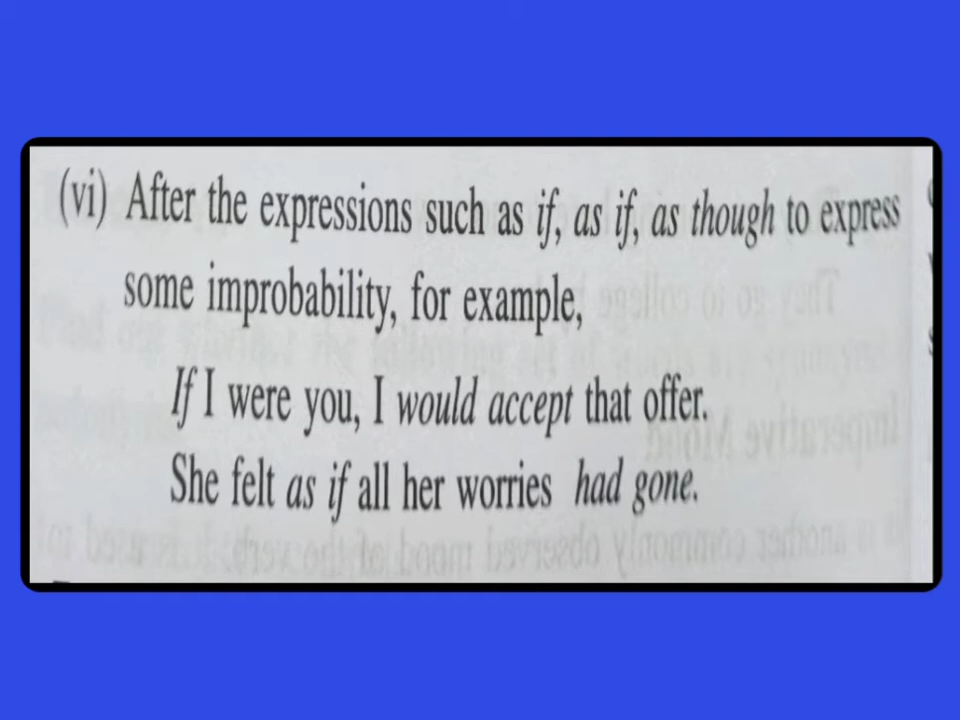 (vi) After the expressions such as if, as if, as though to express
some improbability, for example,
If I were you, I would accept that offer.
She felt as if all her worries had gone.